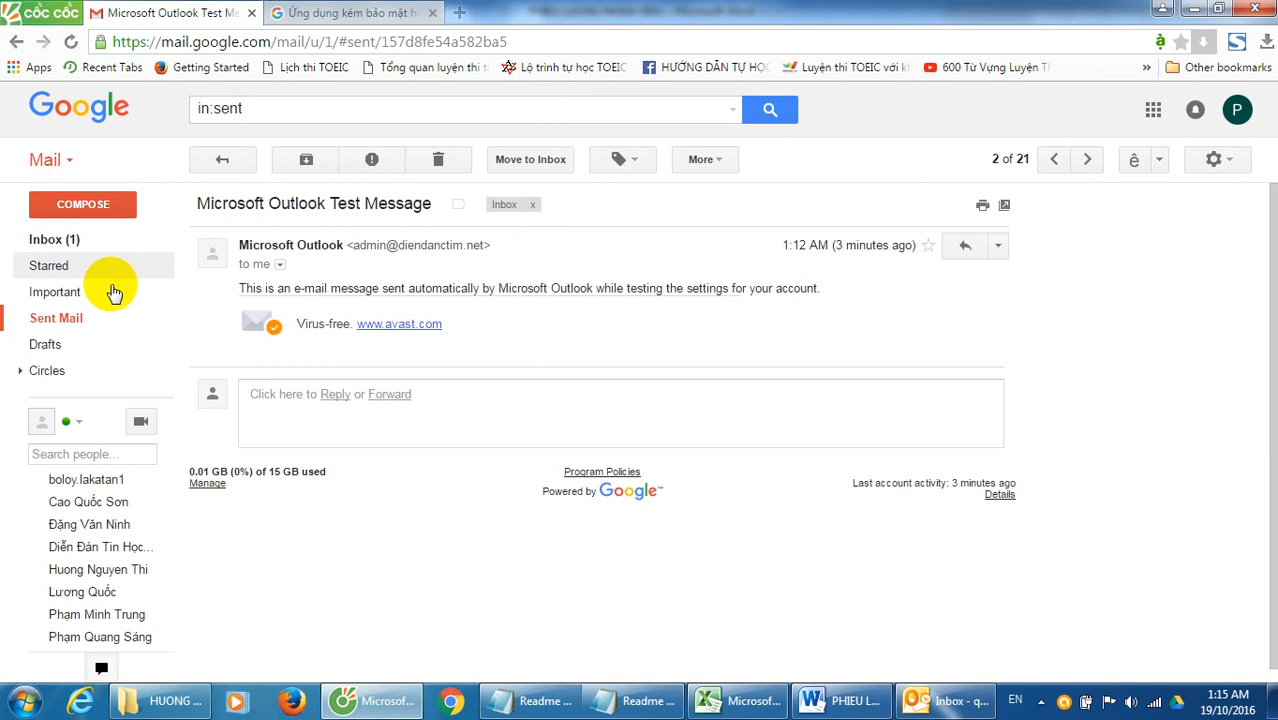 CỐC CỐC
Microsoft Outlook Test Me
Ứng dụng kém bảo mật h
https://mail.google.com/mail/u/1/#sent/157d8fe54a582ba5
Apps
Recent Tabs
Getting Started
Lịch thi TOEIC
Tổng quan luyện thi t
Lộ trình tự học TOEIC
HƯỚNG DẪN TỰ HỌC
Luyện thi TOEIC với k
600 Từ Vựng Luyện Th
»
Other bookmarks
Google
in:sent
P
Mail
Move to Inbox
More
2 of 21
ê
COMPOSE
Microsoft Outlook Test Message
Inbox x
Inbox (1)
Starred
Important
Sent Mail
Drafts
Circles
Microsoft Outlook <admin@diendanctim.net>
1:12 AM (3 minutes ago)
to me
This is an e-mail message sent automatically by Microsoft Outlook while testing the settings for your account.
Virus-free. www.avast.com
Click here to Reply or Forward
0.01 GB (0%) of 15 GB used
Manage
Program Policies
Powered by Google™
Last account activity: 3 minutes ago
Details
Search people...
boloy.lakatan1
Cao Quốc Sơn
Đặng Văn Ninh
Diễn Đàn Tin Học...
Huong Nguyen Thi
Lương Quốc
Phạm Minh Trung
Phạm Quang Sáng
HUONG ...
Microsof...
Readme ...
Readme ...
Microsof...
PHIEU L...
Inbox - q...
EN
1:15 AM
19/10/2016